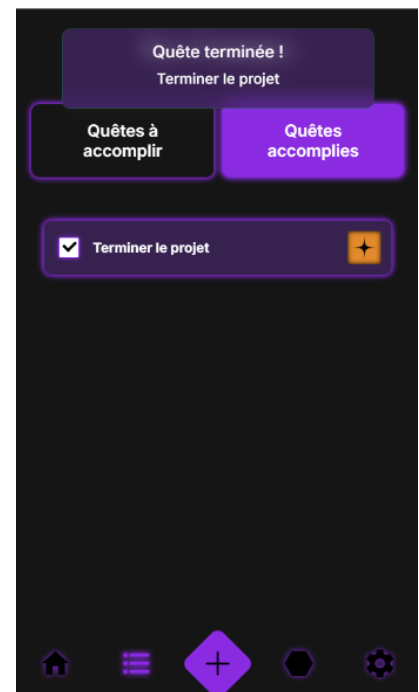 Quête terminée !
Terminer le projet
Quêtes à
accomplir
Quêtes
accomplies
Terminer le projet